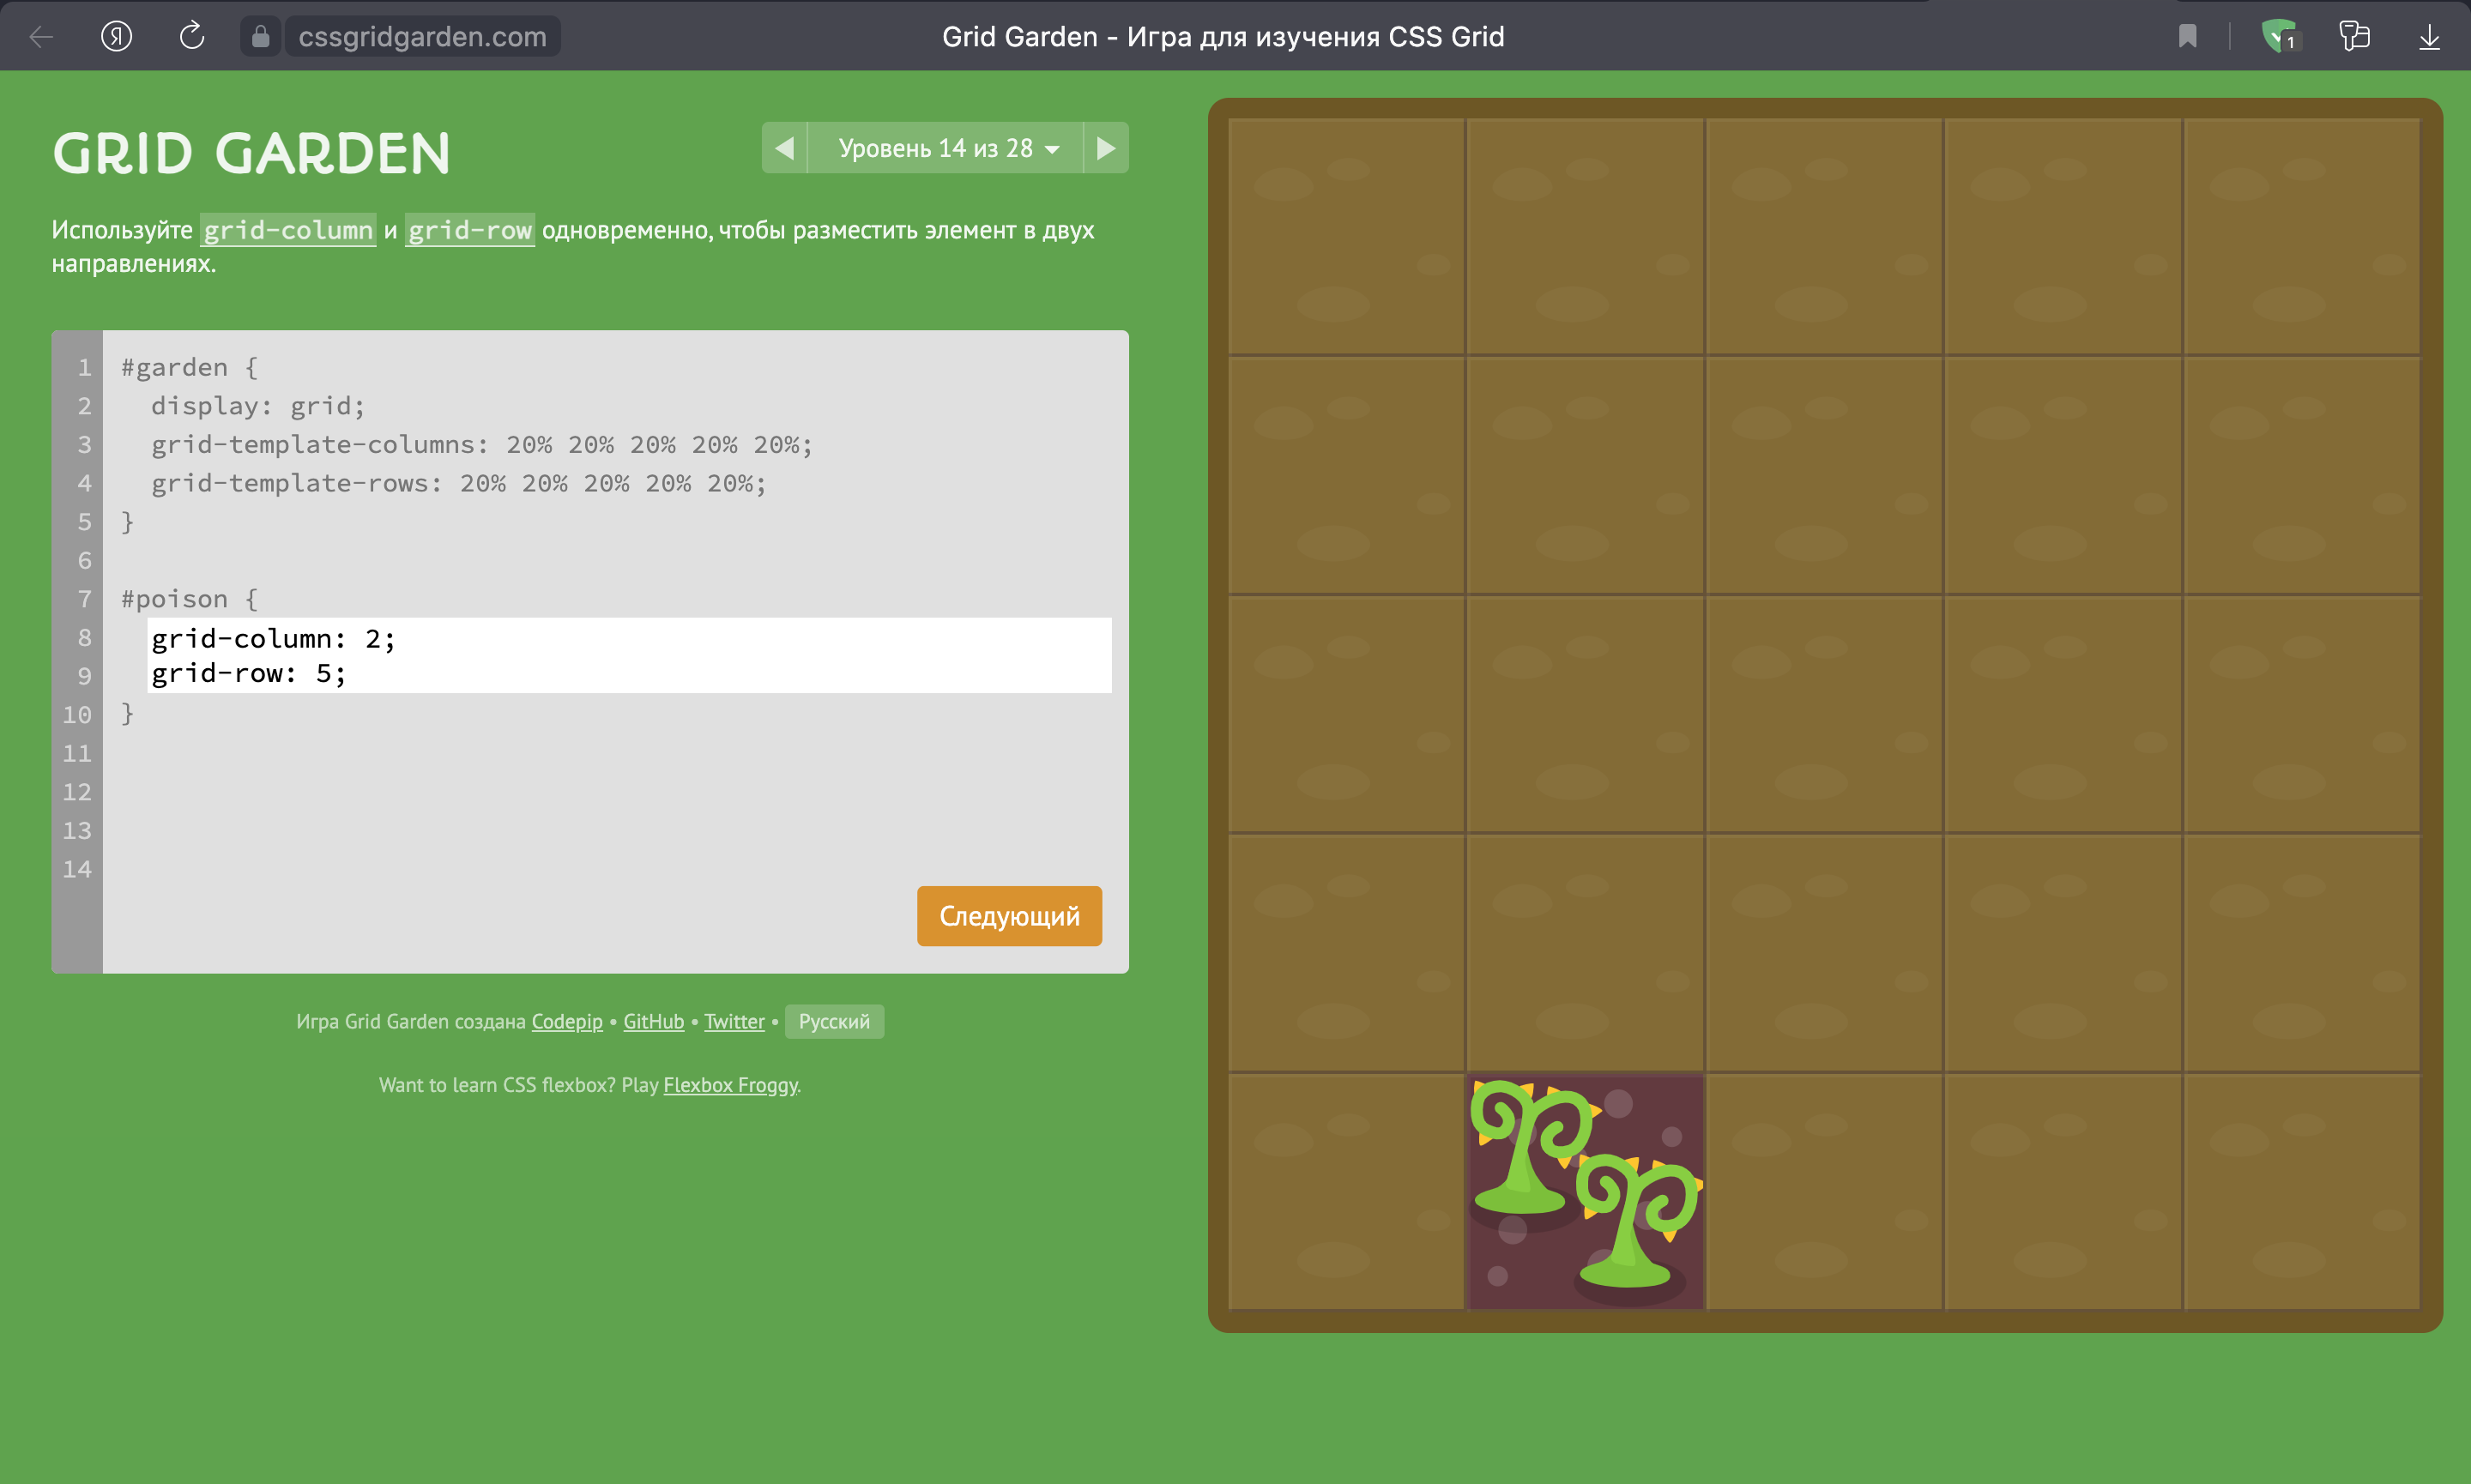 cssgridgarden.com
Grid Garden - Игра для изучения CSS Grid
1
GRID GARDEN
Уровень 14 из 28
Используйте grid-column и grid-row одновременно, чтобы разместить элемент в двух
направлениях.
1 #garden {
2   display: grid;
3   grid-template-columns: 20% 20% 20% 20% 20%;
4   grid-template-rows: 20% 20% 20% 20% 20%;
5 }
6
7 #poison {
8   grid-column: 2;
9   grid-row: 5;
10 }
11
12
13
14
Следующий
Игра Grid Garden создана Codepip • GitHub • Twitter • Русский
Want to learn CSS flexbox? Play Flexbox Froggy.